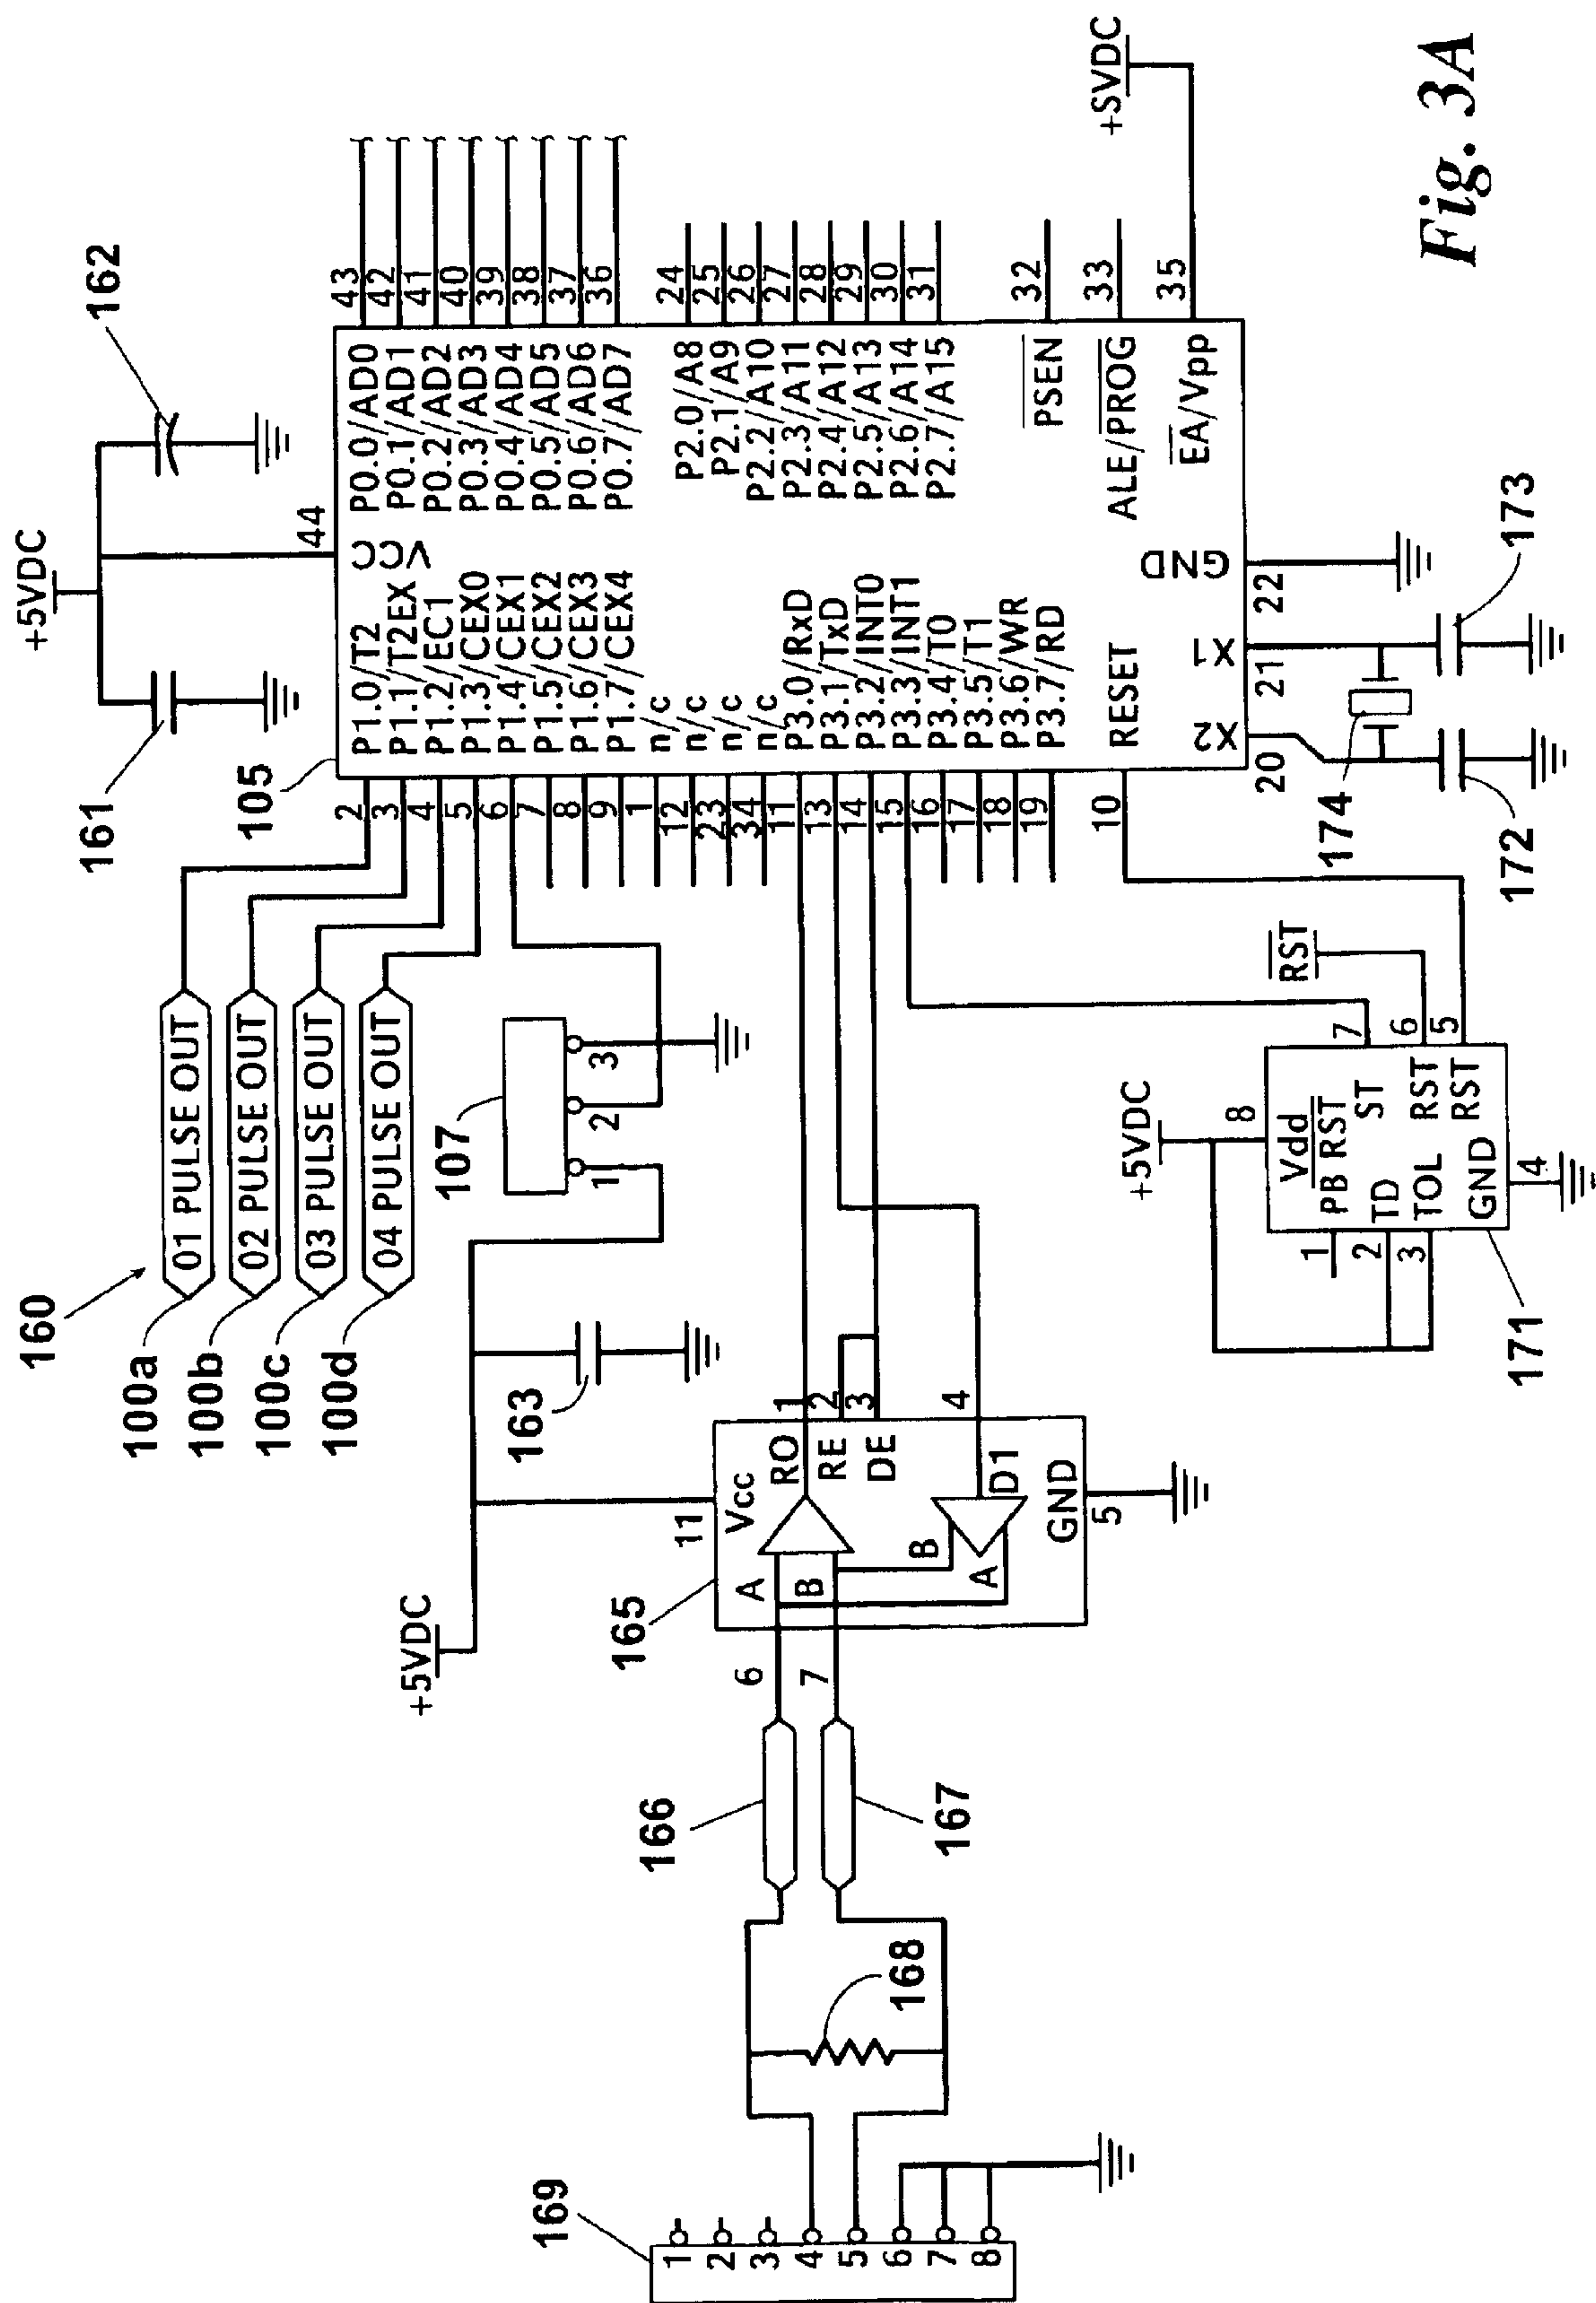 Fig. 3A
160
100a
100b
100c
100d
01 PULSE OUT
02 PULSE OUT
03 PULSE OUT
04 PULSE OUT
161
+5VDC
162
105
44
VCC
2
3
4
5
6
7
8
9
1
12
23
34
11
13
14
15
16
17
18
19
10
P1.0/T2
P1.1/T2EX
P1.2/EC1
P1.3/CEX0
P1.4/CEX1
P1.5/CEX2
P1.6/CEX3
P1.7/CEX4
n/c
n/c
n/c
n/c
P3.0/RxD
P3.1/TxD
P3.2/INT0
P3.3/INT1
P3.4/T0
P3.5/T1
P3.6/WR
P3.7/RD
RESET
P0.0/AD0
P0.1/AD1
P0.2/AD2
P0.3/AD3
P0.4/AD4
P0.5/AD5
P0.6/AD6
P0.7/AD7
P2.0/A8
P2.1/A9
P2.2/A10
P2.3/A11
P2.4/A12
P2.5/A13
P2.6/A14
P2.7/A15
PSEN
ALE/PROG
EA/Vpp
43
42
41
40
39
38
37
36
24
25
26
27
28
29
30
31
32
33
35
+SVDC
X2
X1
GND
20
21
22
174
172
173
107
1
2
3
+5VDC
163
165
11
Vcc
A
B
RO
RE
DE
B
A
D1
GND
1
2
3
4
5
6
7
166
167
168
169
1
2
3
4
5
6
7
8
+5VDC
8
Vdd
PB RST
TD
TOL
GND
ST
RST
RST
1
2
3
4
7
6
5
RST
171